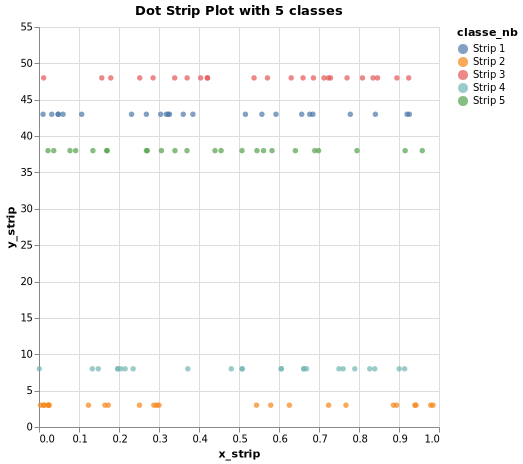 Dot Strip Plot with 5 classes
classe_nb
Strip 1
Strip 2
Strip 3
Strip 4
Strip 5
55
50
45
40
35
30
25
20
15
10
5
0
y_strip
0.0 0.1 0.2 0.3 0.4 0.5 0.6 0.7 0.8 0.9 1.0
x_strip